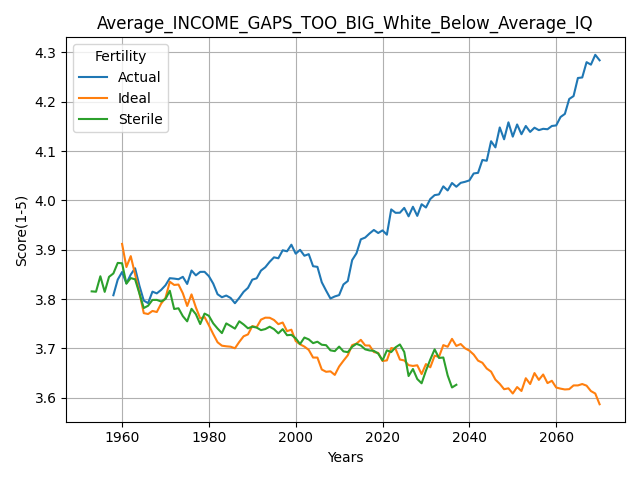 Average_INCOME_GAPS_TOO_BIG_White_Below_Average_IQ
Fertility
Actual
Ideal
Sterile
Score(1-5)
4.3
4.2
4.1
4.0
3.9
3.8
3.7
3.6
1960 1980 2000 2020 2040 2060
Years